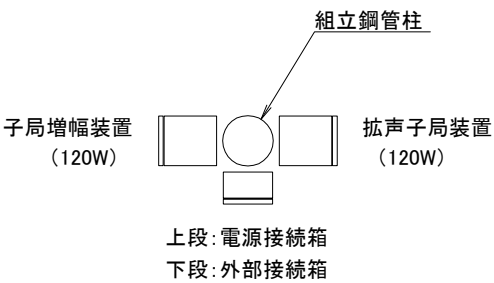 組立鋼管柱
子局増幅装置
（120W）
拡声子局装置
（120W）
上段：電源接続箱
下段：外部接続箱